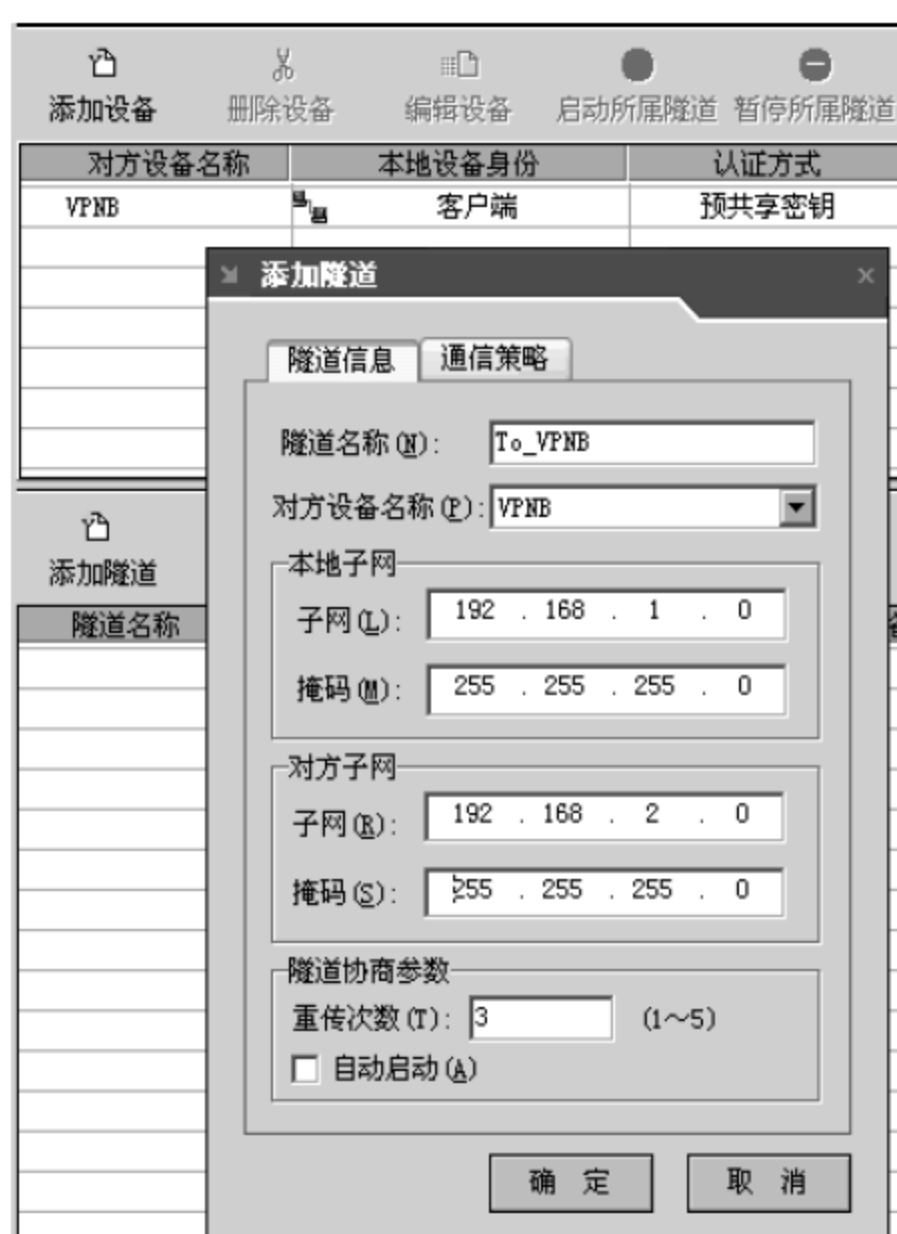 添加设备 删除设备 编辑设备 启动所属隧道 暂停所属隧道
对方设备名称 本地设备身份 认证方式
VPNB 客户端 预共享密钥
添加隧道
隧道信息 通信策略
隧道名称(N): To_VPNB
对方设备名称(P): VPNB
本地子网
子网(L): 192 . 168 . 1 . 0
掩码(M): 255 . 255 . 255 . 0
对方子网
子网(R): 192 . 168 . 2 . 0
掩码(S): 255 . 255 . 255 . 0
隧道协商参数
重传次数(T): 3 (1～5)
自动启动(A)
确 定 取 消
添加隧道
隧道名称